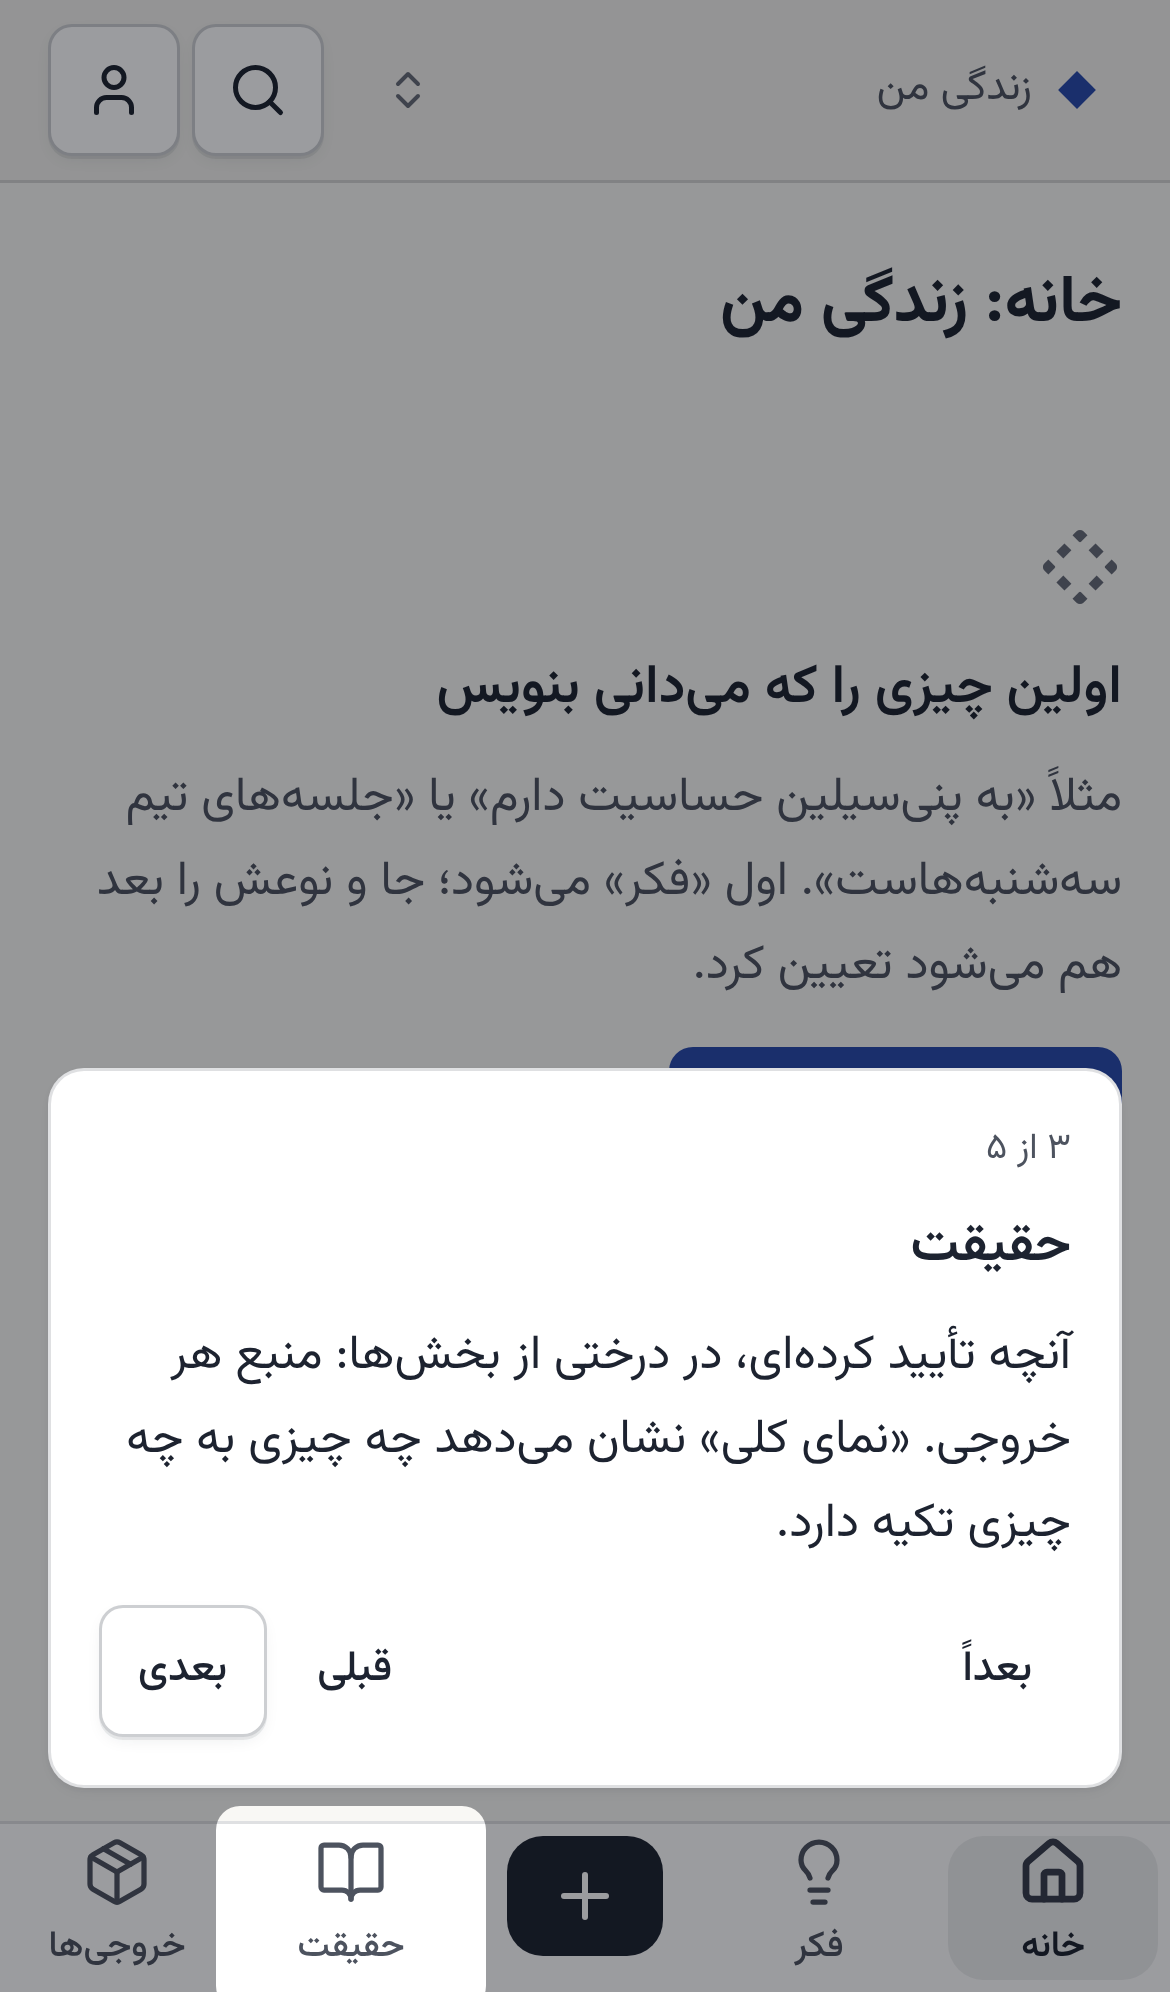 زندگی من
خانه: زندگی من
اولین چیزی را که می‌دانی بنویس
مثلاً «به پنی‌سیلین حساسیت دارم» یا «جلسه‌های تیم
سه‌شنبه‌هاست». اول «فکر» می‌شود؛ جا و نوعش را بعد
هم می‌شود تعیین کرد.
۳ از ۵
حقیقت
آنچه تأیید کرده‌ای، در درختی از بخش‌ها: منبع هر
خروجی. «نمای کلی» نشان می‌دهد چه چیزی به چه
چیزی تکیه دارد.
بعداً
قبلی
بعدی
خانه
فکر
حقیقت
خروجی‌ها